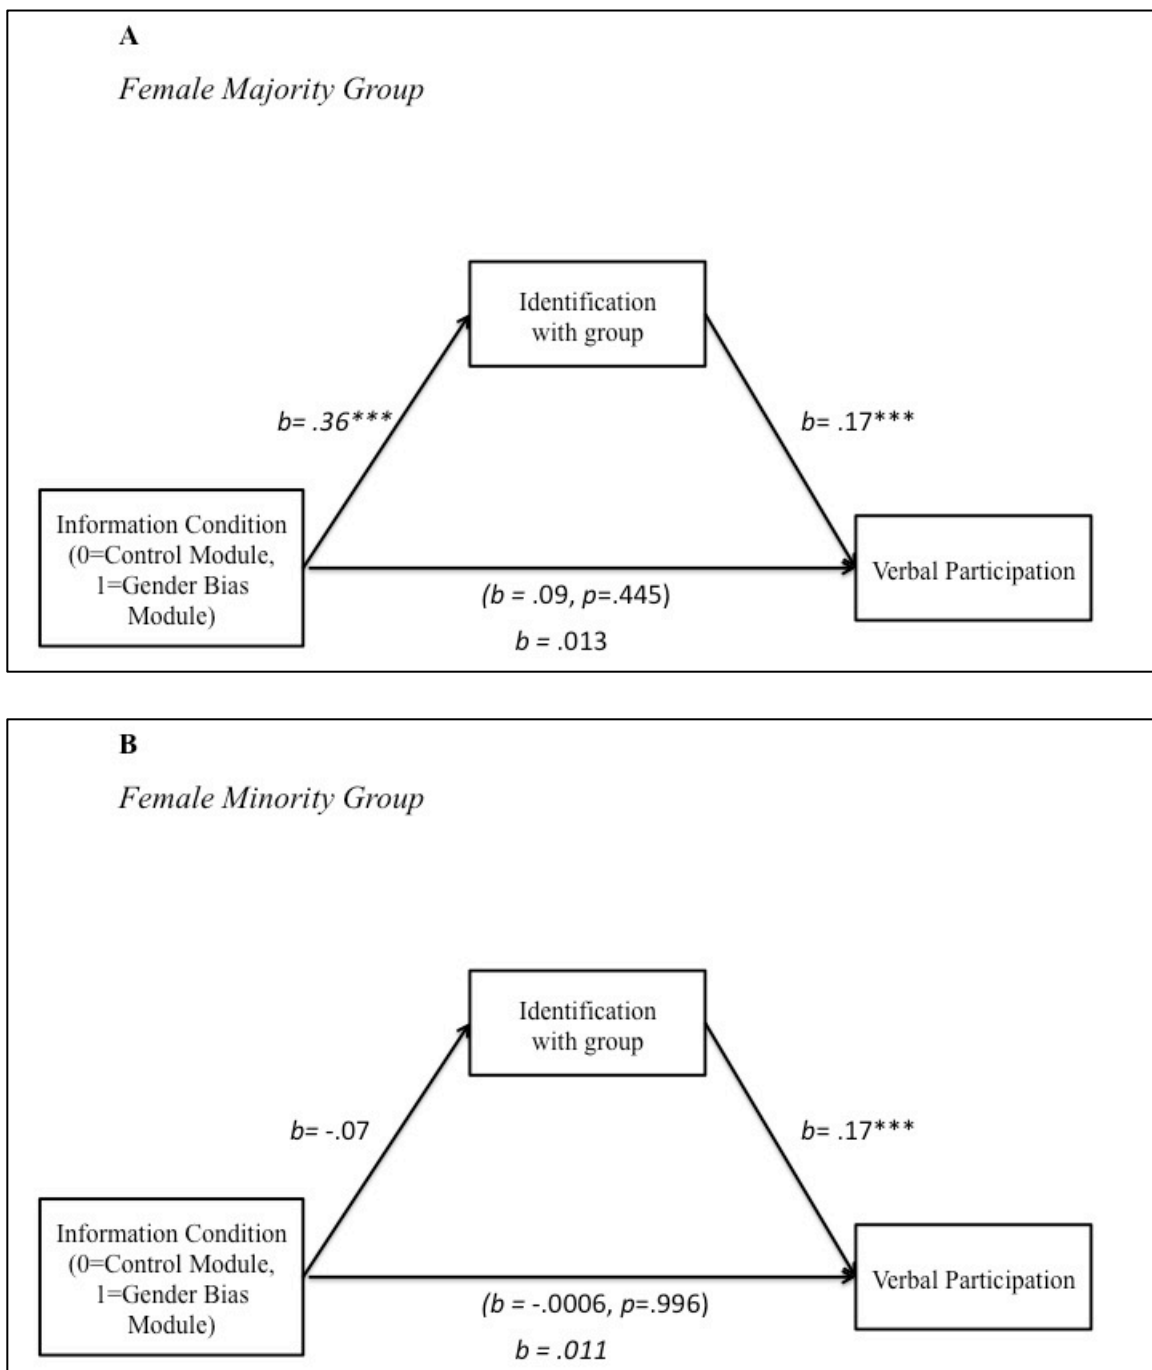 A
Female Majority Group
Identification
with group
b= .36***
b= .17***
Information Condition
(0=Control Module,
1=Gender Bias
Module)
Verbal Participation
(b = .09, p=.445)
b = .013
B
Female Minority Group
Identification
with group
b= -.07
b= .17***
Information Condition
(0=Control Module,
1=Gender Bias
Module)
Verbal Participation
(b = -.0006, p=.996)
b = .011